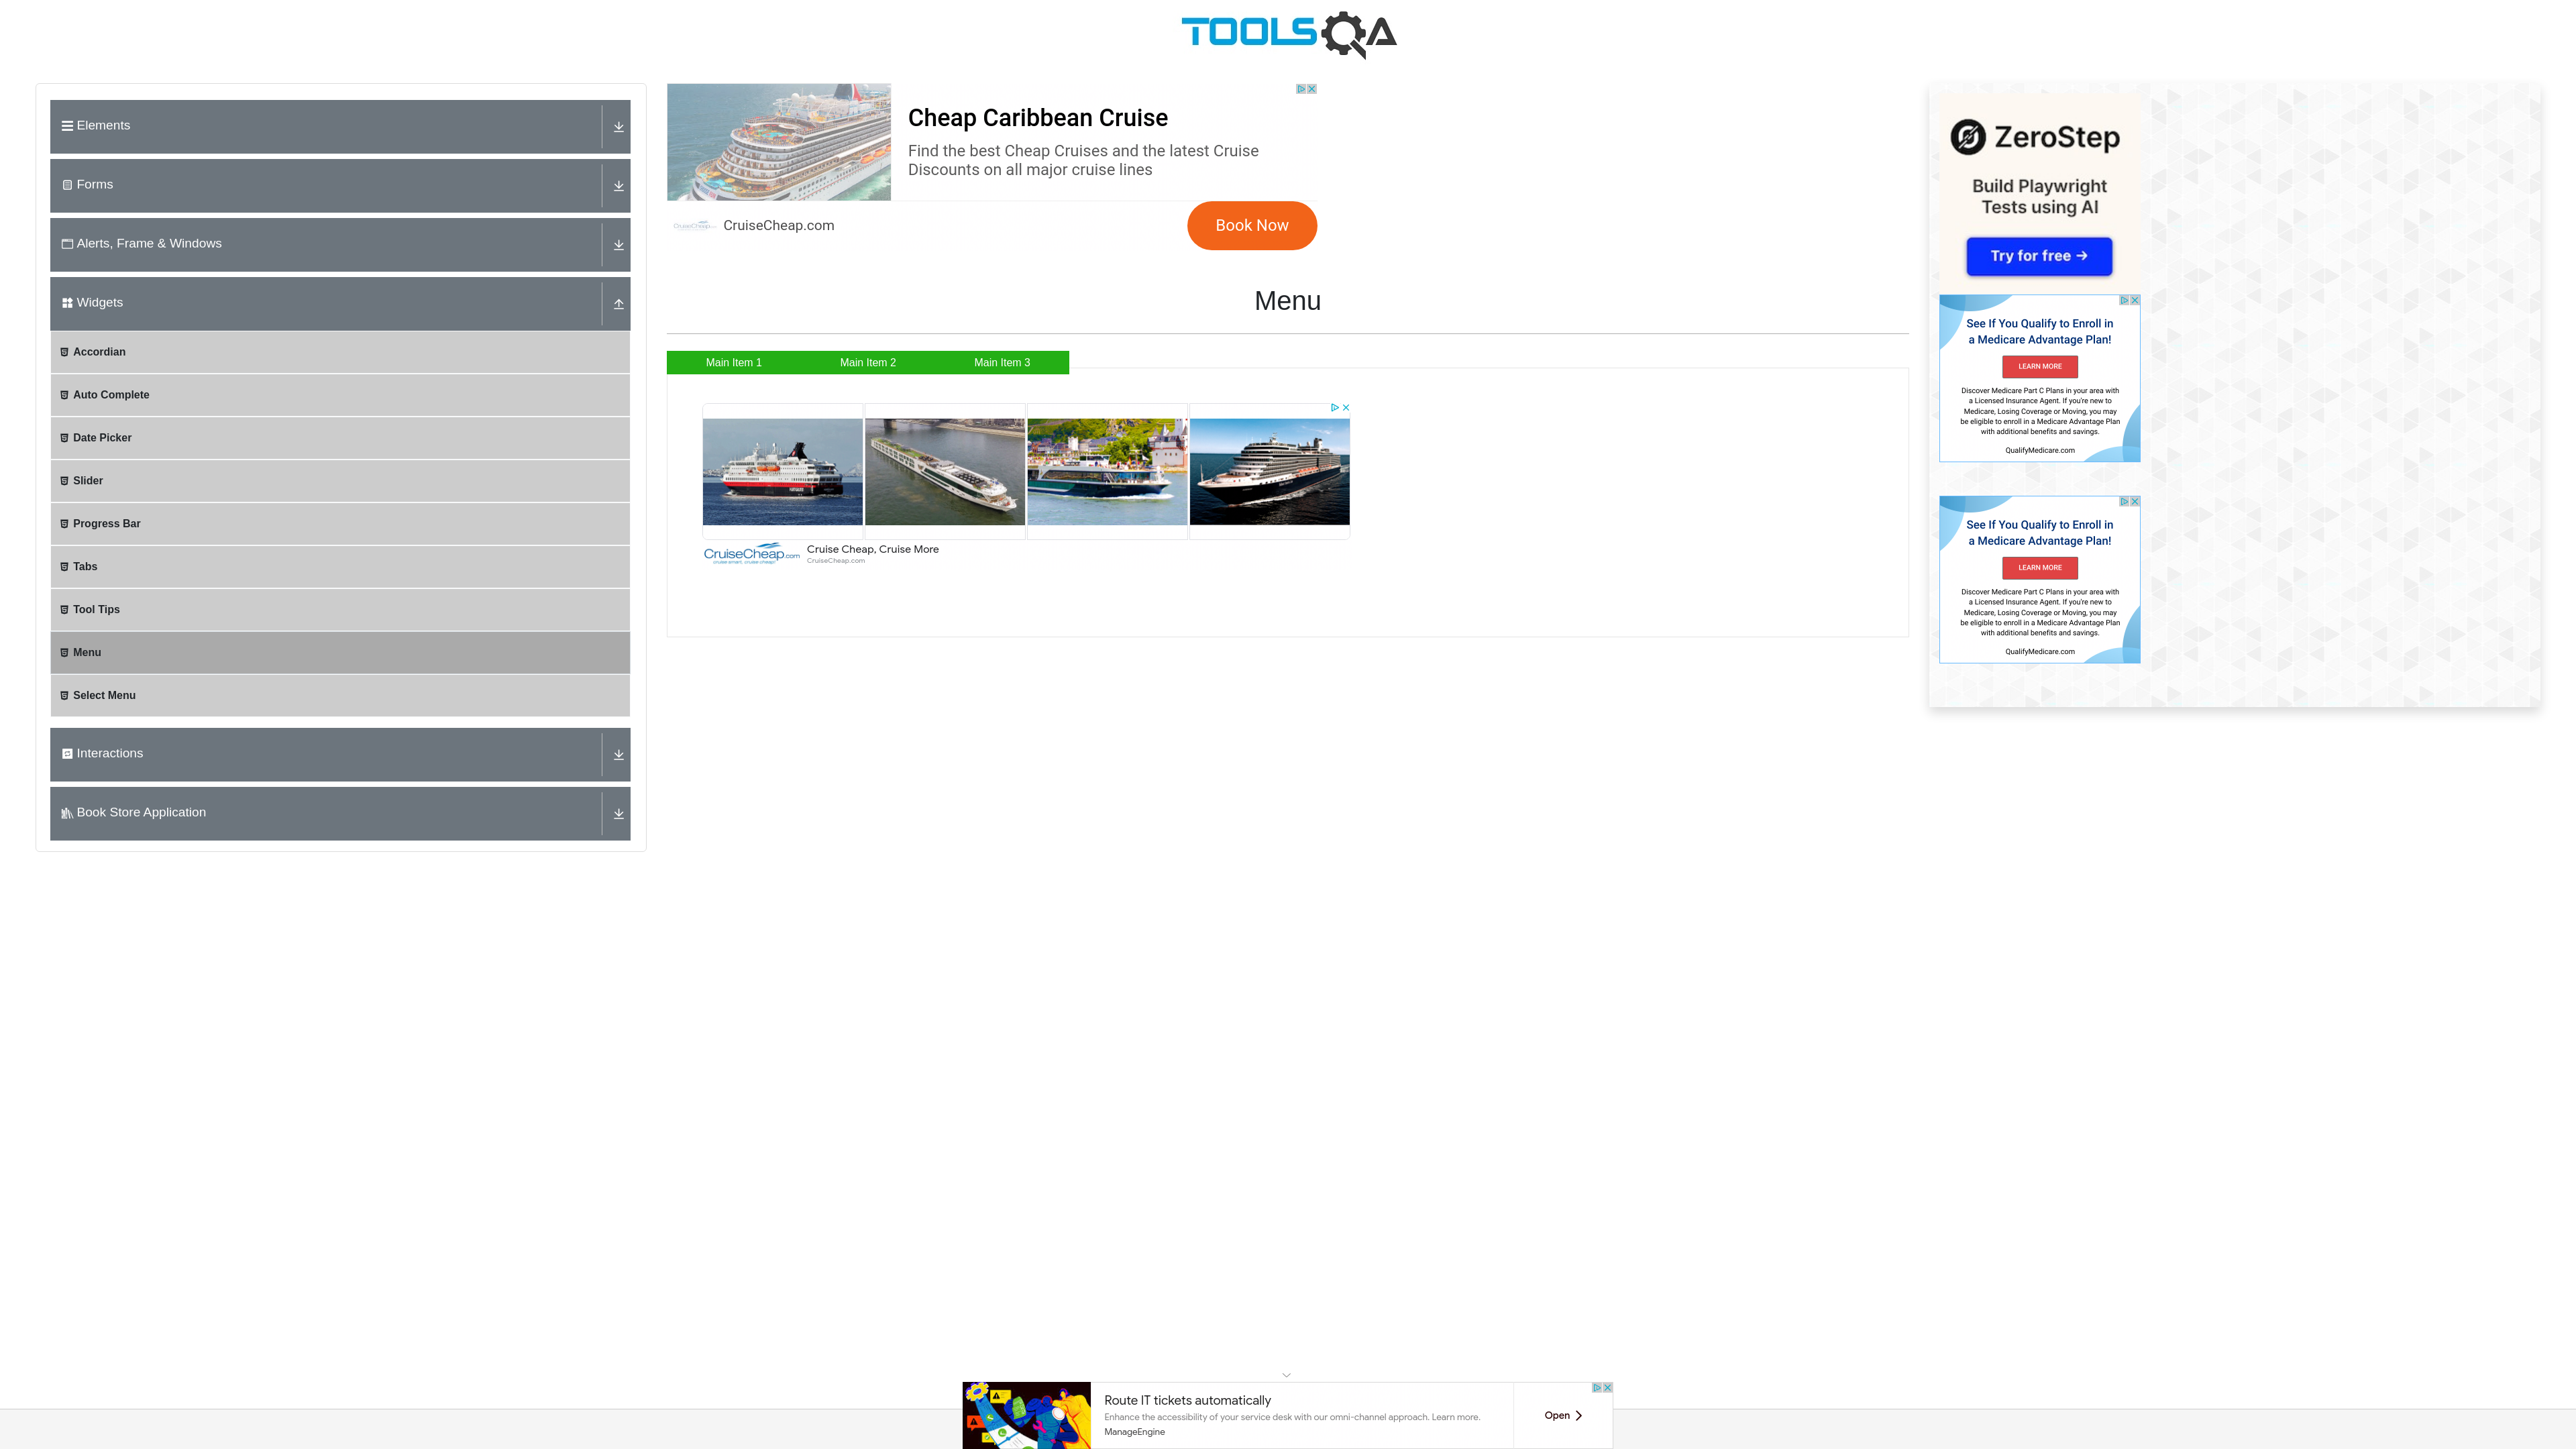 TOOLSQA
Elements
Forms
Alerts, Frame & Windows
Widgets
Accordian
Auto Complete
Date Picker
Slider
Progress Bar
Tabs
Tool Tips
Menu
Select Menu
Interactions
Book Store Application
Cheap Caribbean Cruise
Find the best Cheap Cruises and the latest Cruise
Discounts on all major cruise lines
CruiseCheap.com
CruiseCheap.com
Book Now
Menu
Main Item 1
Main Item 2
Main Item 3
CruiseCheap.com
cruise smart, cruise cheap!
Cruise Cheap, Cruise More
CruiseCheap.com
ZeroStep
Build Playwright
Tests using AI
Try for free →
See If You Qualify to Enroll in
a Medicare Advantage Plan!
LEARN MORE
Discover Medicare Part C Plans in your area with
a Licensed Insurance Agent. If you're new to
Medicare, Losing Coverage or Moving, you may
be eligible to enroll in a Medicare Advantage Plan
with additional benefits and savings.
QualifyMedicare.com
See If You Qualify to Enroll in
a Medicare Advantage Plan!
LEARN MORE
Discover Medicare Part C Plans in your area with
a Licensed Insurance Agent. If you're new to
Medicare, Losing Coverage or Moving, you may
be eligible to enroll in a Medicare Advantage Plan
with additional benefits and savings.
QualifyMedicare.com
Route IT tickets automatically
Enhance the accessibility of your service desk with our omni-channel approach. Learn more.
ManageEngine
Open